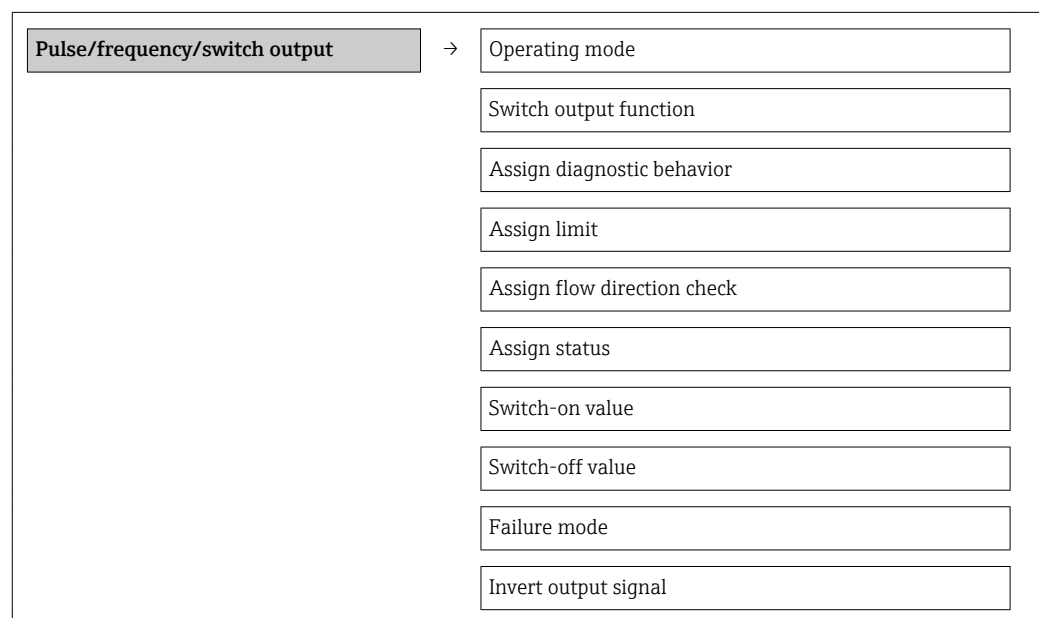 Pulse/frequency/switch output → Operating mode
Switch output function
Assign diagnostic behavior
Assign limit
Assign flow direction check
Assign status
Switch-on value
Switch-off value
Failure mode
Invert output signal